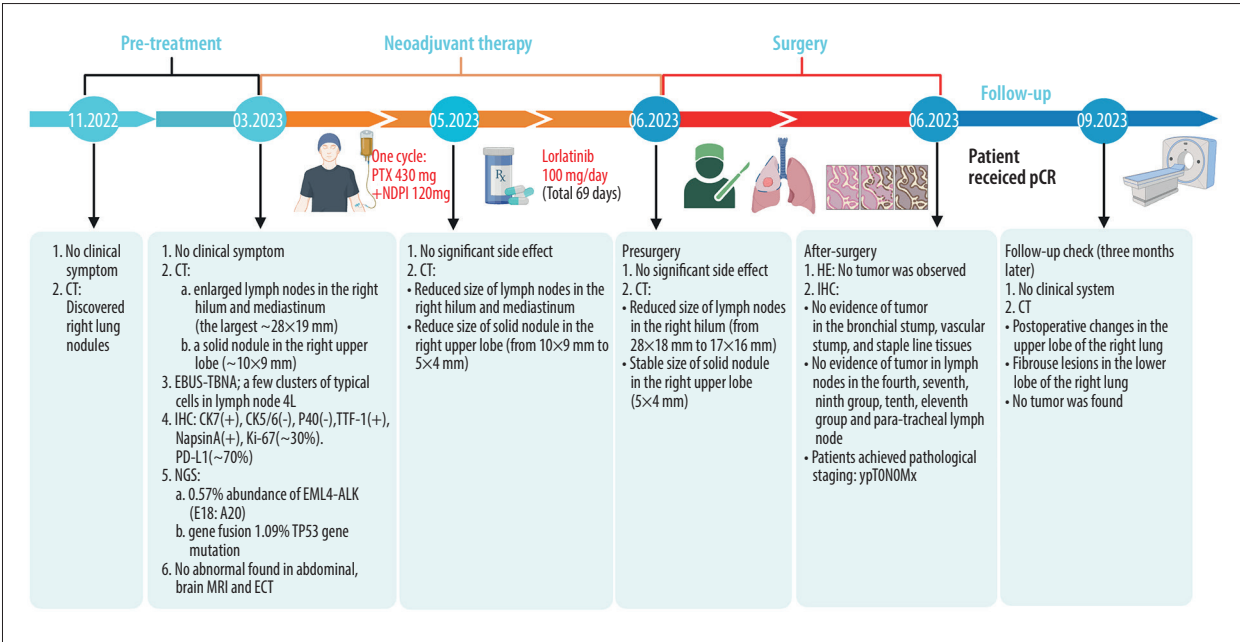 Pre-treatment
Neoadjuvant therapy
Surgery
Follow-up
11.2022
03.2023
05.2023
06.2023
06.2023
09.2023
One cycle:
PTX 430 mg
+NDPI 120mg
Rx
Lorlatinib
100 mg/day
(Total 69 days)
Patient
receiced pCR
1. No clinical
symptom
2. CT:
Discovered
right lung
nodules
1. No clinical symptom
2. CT:
a. enlarged lymph nodes in the right
hilum and mediastinum
(the largest ~28×19 mm)
b. a solid nodule in the right upper
lobe (~10×9 mm)
3. EBUS-TBNA; a few clusters of typical
cells in lymph node 4L
4. IHC: CK7(+), CK5/6(-), P40(-),TTF-1(+),
NapsinA(+), Ki-67(~30%).
PD-L1(~70%)
5. NGS:
a. 0.57% abundance of EML4-ALK
(E18: A20)
b. gene fusion 1.09% TP53 gene
mutation
6. No abnormal found in abdominal,
brain MRI and ECT
1. No significant side effect
2. CT:
• Reduced size of lymph nodes in the
right hilum and mediastinum
• Reduce size of solid nodule in the
right upper lobe (from 10×9 mm to
5×4 mm)
Presurgery
1. No significant side effect
2. CT:
• Reduced size of lymph nodes
in the right hilum (from
28×18 mm to 17×16 mm)
• Stable size of solid nodule
in the right upper lobe
(5×4 mm)
After-surgery
1. HE: No tumor was observed
2. IHC:
• No evidence of tumor
in the bronchial stump, vascular
stump, and staple line tissues
• No evidence of tumor in lymph
nodes in the fourth, seventh,
ninth group, tenth, eleventh
group and para-tracheal lymph
node
• Patients achieved pathological
staging: ypT0N0Mx
Follow-up check (three months
later)
1. No clinical system
2. CT
• Postoperative changes in the
upper lobe of the right lung
• Fibrouse lesions in the lower
lobe of the right lung
• No tumor was found